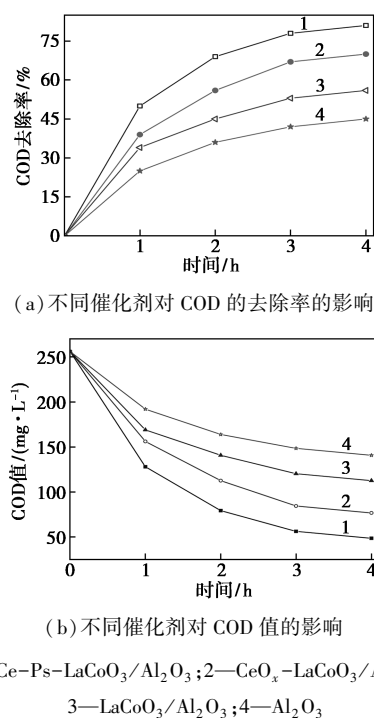 75
60
45
30
15
0
COD去除率/%
1
2
3
4
1 2 3 4
时间/h
(a)不同催化剂对 COD 的去除率的影响
250
200
150
100
50
COD值/(mg·L⁻¹)
4
3
2
1
0 1 2 3 4
时间/h
(b)不同催化剂对 COD 值的影响
Ce-Ps-LaCoO₃/Al₂O₃;2—CeOₓ-LaCoO₃/A
3—LaCoO₃/Al₂O₃;4—Al₂O₃